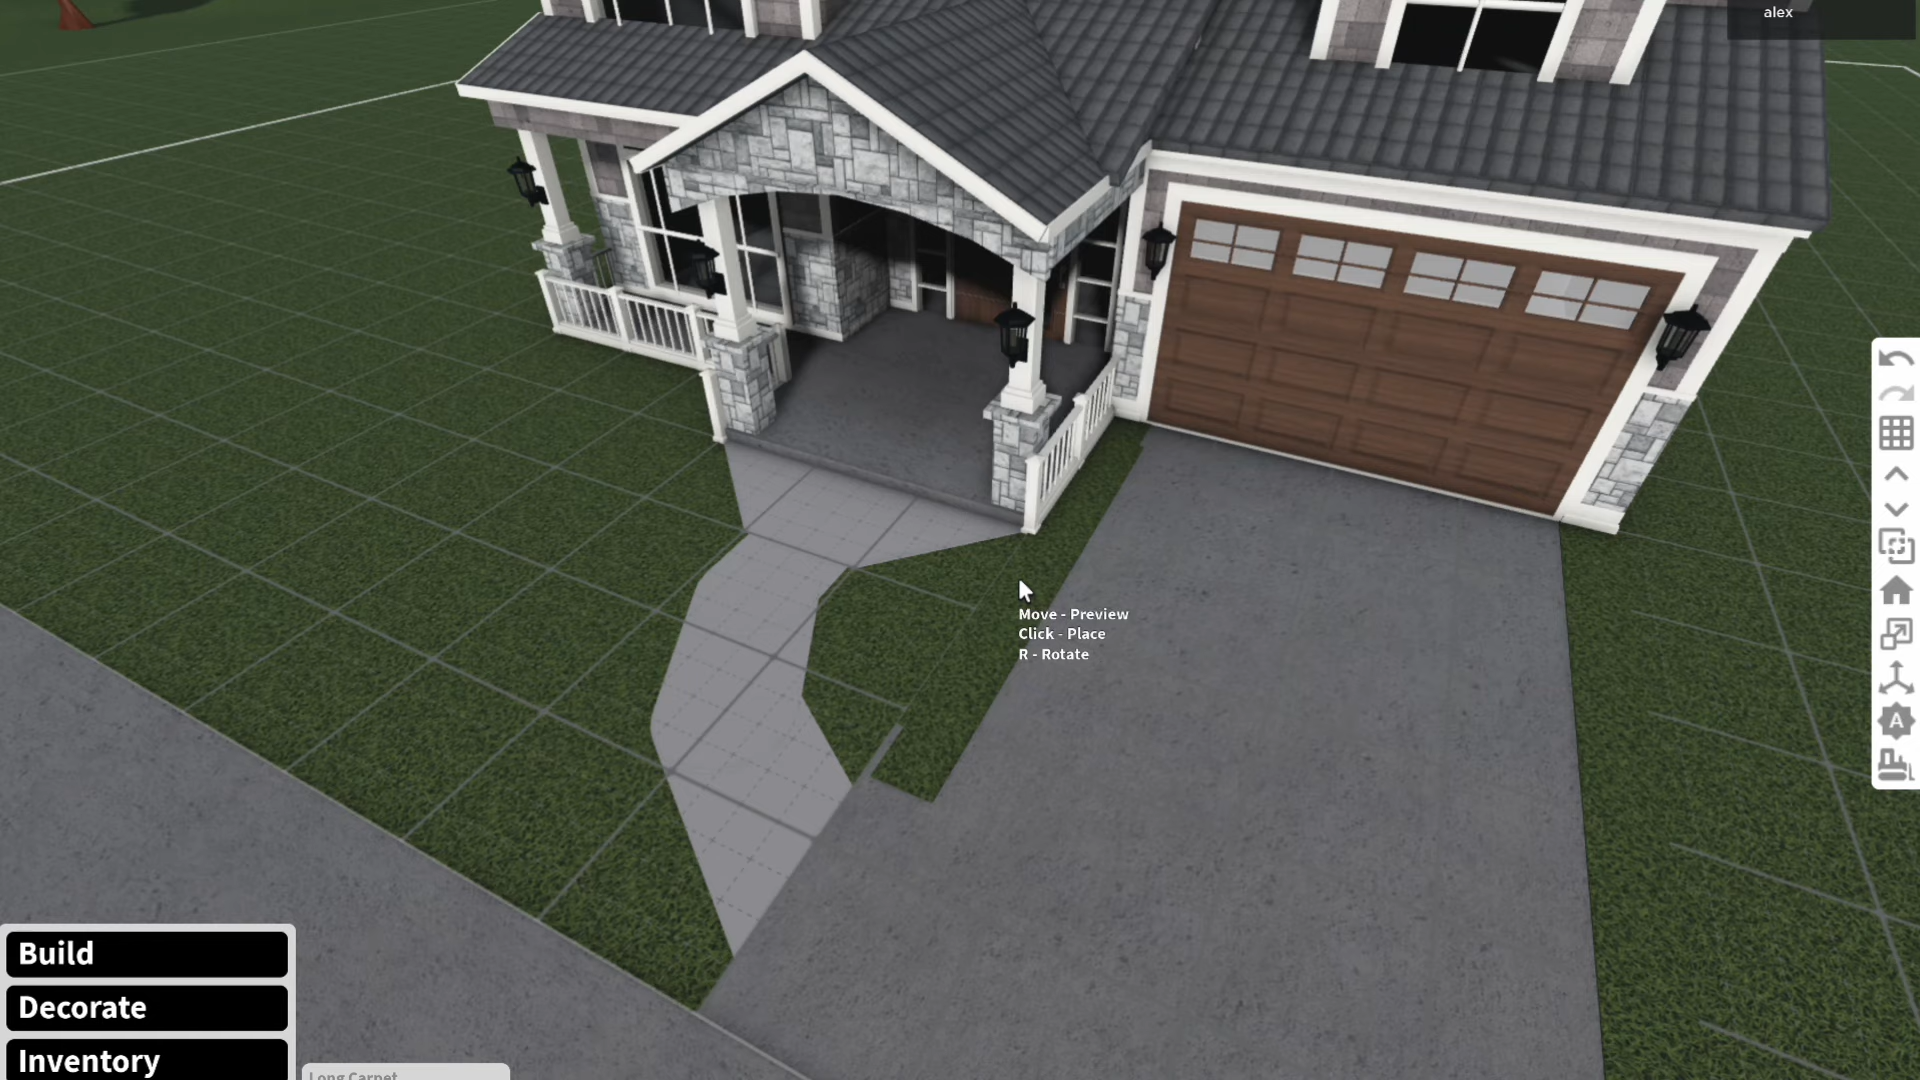 alex
Move - Preview
Click - Place
R - Rotate
A
Build
Decorate
Inventory
Long Carpet